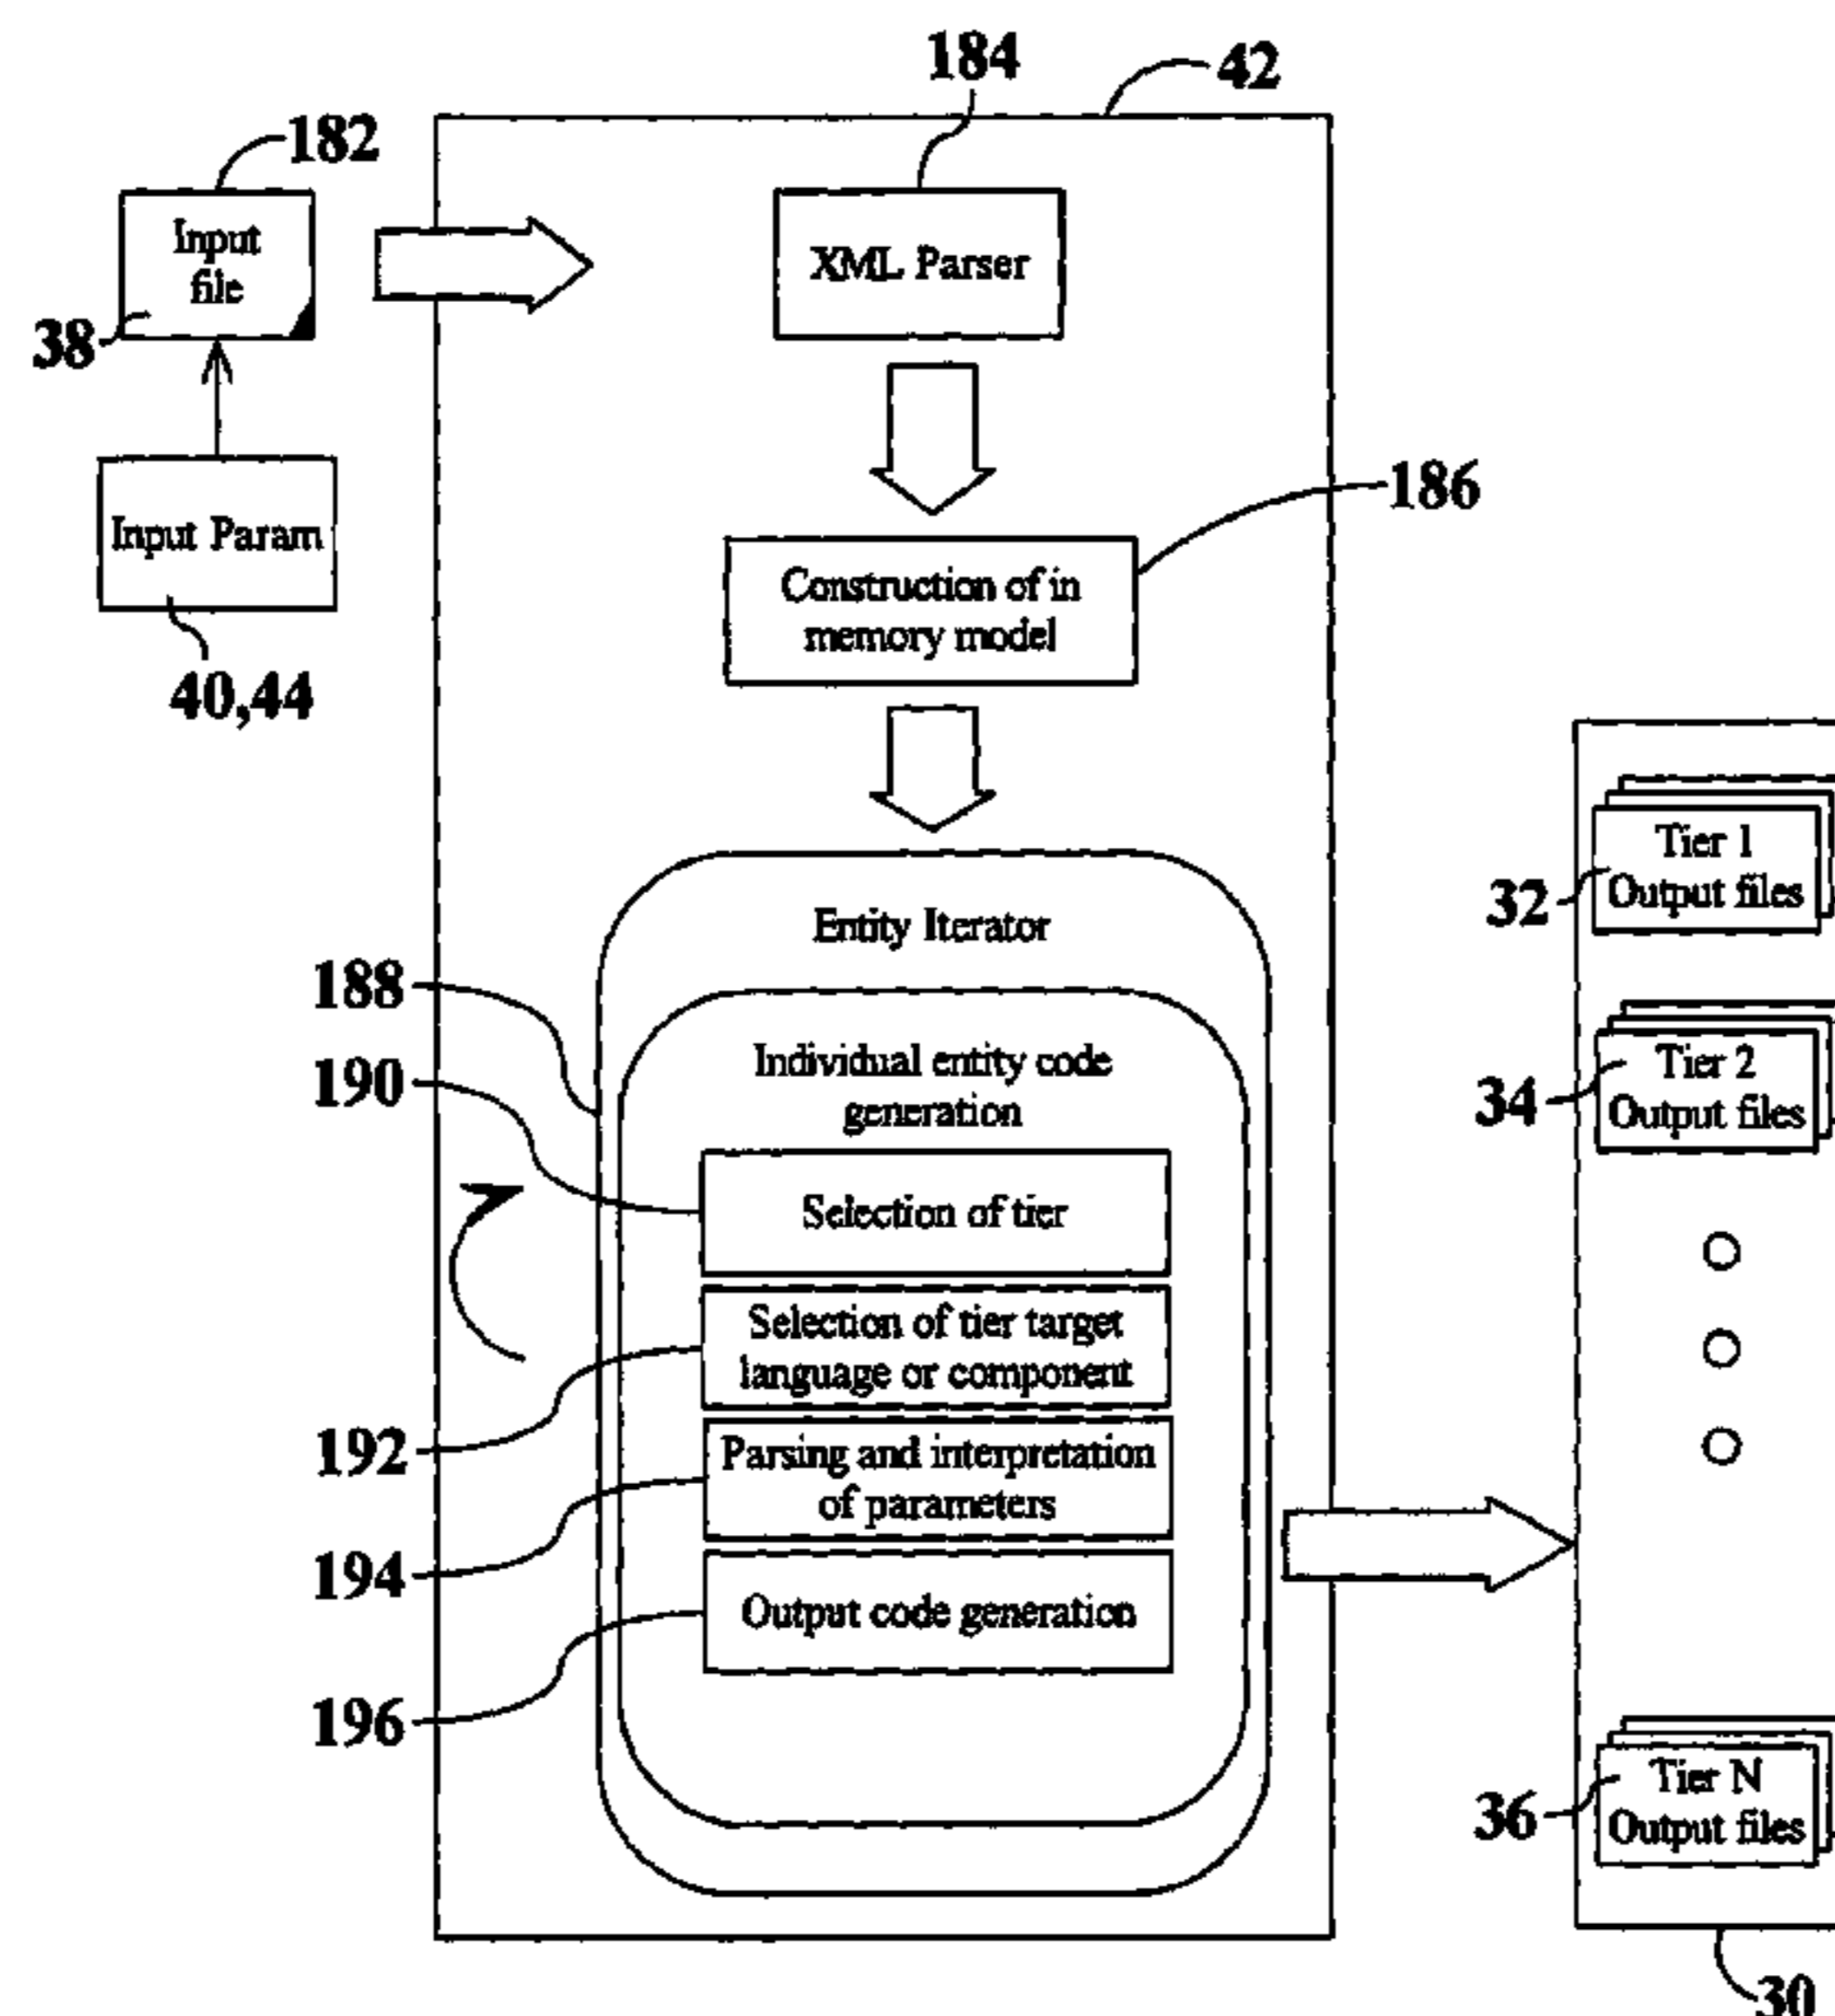 184
42
182
Input
file
38
XML Parser
Input Param
40,44
186
Construction of in
memory model
Entity Iterator
188
Individual entity code
generation
190
Selection of tier
Selection of tier target
language or component
192
Parsing and interpretation
of parameters
194
Output code generation
196
Tier 1
Output files
32
Tier 2
Output files
34
Tier N
Output files
36
30